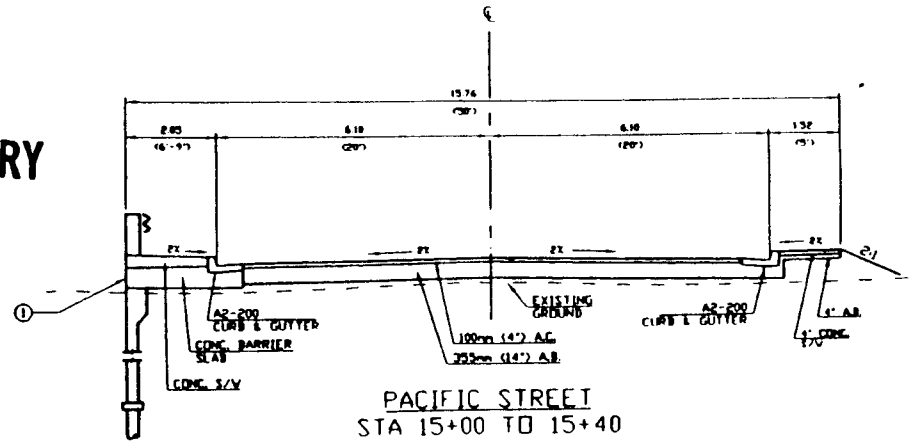 ℄
15.76
(50')
2.05
(6'-9")
6.10
(20')
6.10
(20')
1.52
(5')
RY
2%
2%
2%
2%
2:1
1
A2-200
CURB & GUTTER
CONC. BARRIER
SLAB
CONC. S/W
EXISTING
GROUND
100mm (4") A.C.
355mm (14") A.B.
A2-200
CURB & GUTTER
4" A.B.
4" CONC.
S/W
PACIFIC STREET
STA 15+00 TO 15+40